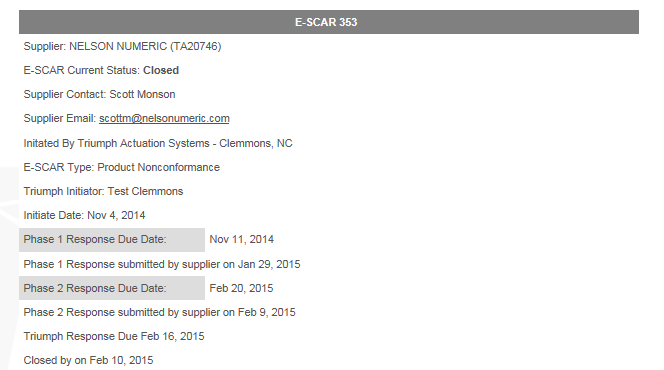 E-SCAR 353
Supplier: NELSON NUMERIC (TA20746)
E-SCAR Current Status: Closed
Supplier Contact: Scott Monson
Supplier Email: scottm@nelsonumeric.com
Initated By Triumph Actuation Systems - Clemmons, NC
E-SCAR Type: Product Nonconformance
Triumph Initiator: Test Clemmons
Initiate Date: Nov 4, 2014
Phase 1 Response Due Date: Nov 11, 2014
Phase 1 Response submitted by supplier on Jan 29, 2015
Phase 2 Response Due Date: Feb 20, 2015
Phase 2 Response submitted by supplier on Feb 9, 2015
Triumph Response Due Feb 16, 2015
Closed by on Feb 10, 2015